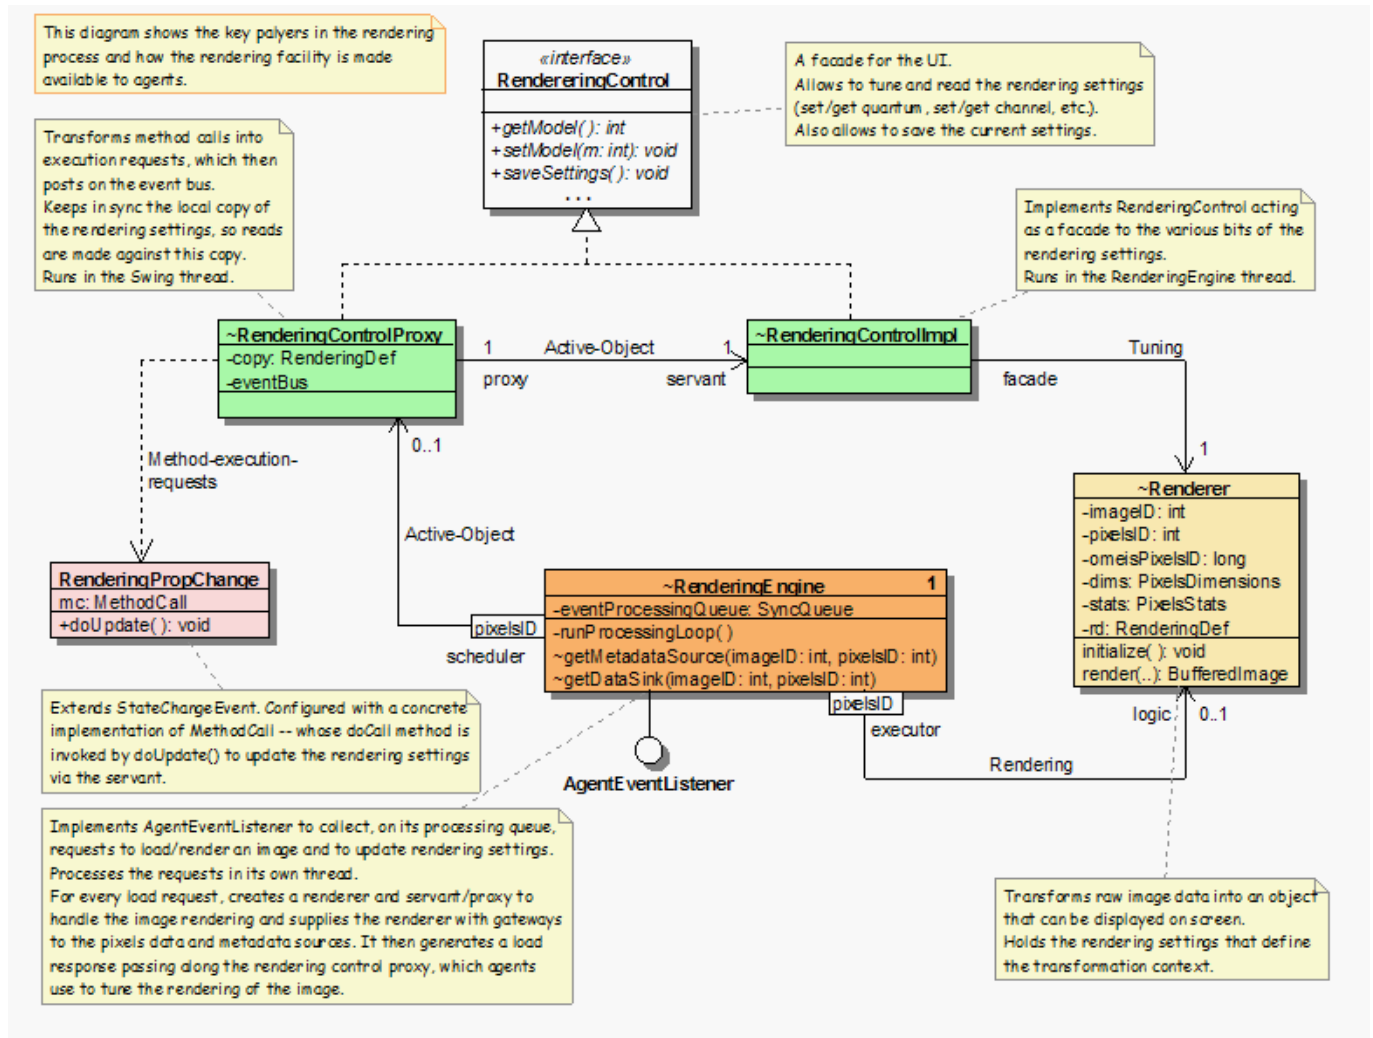 This diagram shows the key palyers in the rendering
process and how the rendering facility is made
available to agents.
«interface»
RendereringControl
+getModel( ): int
+setModel(m: int): void
+saveSettings( ): void
...
A facade for the UI.
Allows to tune and read the rendering settings
(set/get quantum, set/get channel, etc.).
Also allows to save the current settings.
Transforms method calls into
execution requests, which then
posts on the event bus.
Keeps in sync the local copy of
the rendering settings, so reads
are made against this copy.
Runs in the Swing thread.
Implements RenderingControl acting
as a facade to the various bits of the
rendering settings.
Runs in the RenderingEngine thread.
~RenderingControlProxy
-copy: RenderingDef
-eventBus
1
Active-Object
1
proxy
servant
~RenderingControlImpl
Tuning
facade
1
0..1
Method-execution-
requests
Active-Object
~Renderer
-imageID: int
-pixelsID: int
-omeisPixelsID: long
-dims: PixelsDimensions
-stats: PixelsStats
-rd: RenderingDef
initialize( ): void
render(..): BufferedImage
RenderingPropChange
mc: MethodCall
+doUpdate( ): void
pixelsID
scheduler
~RenderingEngine
1
-eventProcessingQueue: SyncQueue
-runProcessingLoop( )
~getMetadataSource(imageID: int, pixelsID: int)
~getDataSink(imageID: int, pixelsID: int)
pixelsID
executor
logic
0..1
Rendering
AgentEventListener
Extends StateChangeEvent. Configured with a concrete
implementation of MethodCall -- whose doCall method is
invoked by doUpdate() to update the rendering settings
via the servant.
Implements AgentEventListener to collect, on its processing queue,
requests to load/render an image and to update rendering settings.
Processes the requests in its own thread.
For every load request, creates a renderer and servant/proxy to
handle the image rendering and supplies the renderer with gateways
to the pixels data and metadata sources. It then generates a load
response passing along the rendering control proxy, which agents
use to tune the rendering of the image.
Transforms raw image data into an object
that can be displayed on screen.
Holds the rendering settings that define
the transformation context.